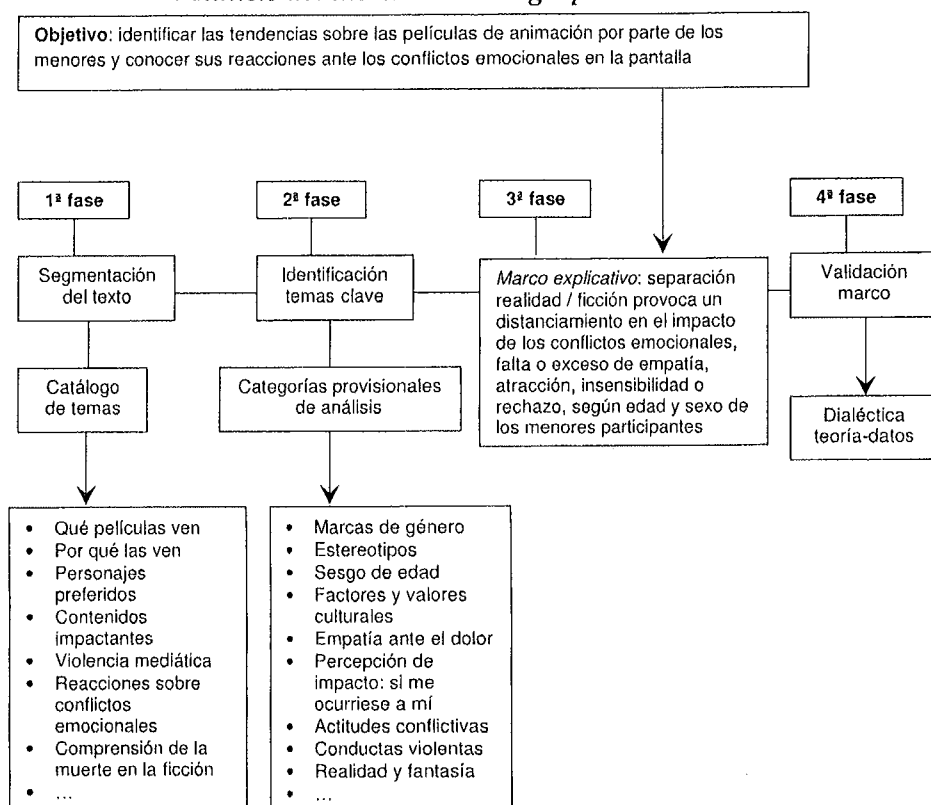 Objetivo: identificar las tendencias sobre las películas de animación por parte de los
menores y conocer sus reacciones ante los conflictos emocionales en la pantalla
1ª fase
2ª fase
3ª fase
4ª fase
Segmentación
del texto
Identificación
temas clave
Marco explicativo: separación
realidad / ficción provoca un
distanciamiento en el impacto
de los conflictos emocionales,
falta o exceso de empatía,
atracción, insensibilidad o
rechazo, según edad y sexo de
los menores participantes
Validación
marco
Catálogo
de temas
Categorías provisionales
de análisis
Dialéctica
teoría-datos
• Qué películas ven
• Por qué las ven
• Personajes
preferidos
• Contenidos
impactantes
• Violencia mediática
• Reacciones sobre
conflictos
emocionales
• Comprensión de la
muerte en la ficción
• ...
• Marcas de género
• Estereotipos
• Sesgo de edad
• Factores y valores
culturales
• Empatía ante el dolor
• Percepción de
impacto: si me
ocurriese a mí
• Actitudes conflictivas
• Conductas violentas
• Realidad y fantasía
• ...